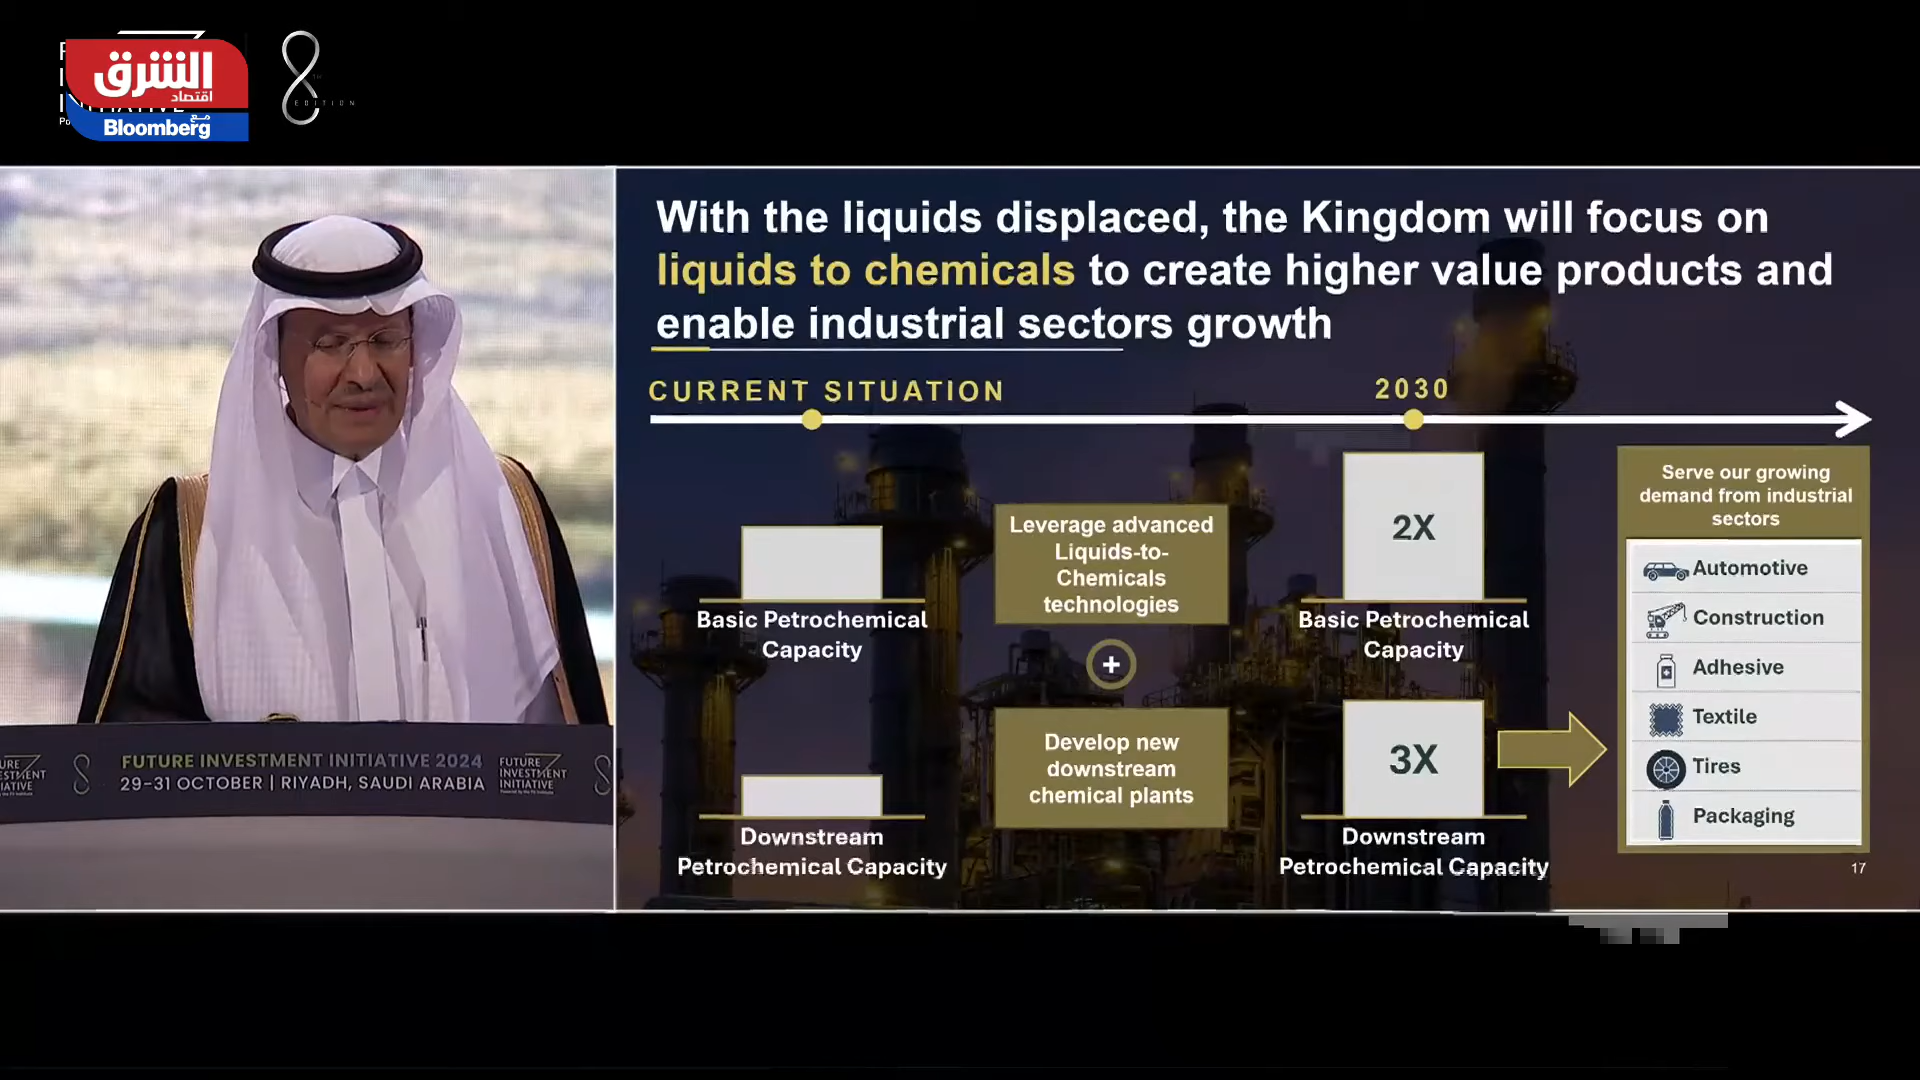 الشرق
اقتصاد
مع
Bloomberg
EDITION
With the liquids displaced, the Kingdom will focus on
liquids to chemicals to create higher value products and
enable industrial sectors growth
CURRENT SITUATION
2030
Basic Petrochemical
Capacity
Downstream
Petrochemical Capacity
Leverage advanced
Liquids-to-
Chemicals
technologies
+
Develop new
downstream
chemical plants
2X
Basic Petrochemical
Capacity
3X
Downstream
Petrochemical Capacity
Serve our growing
demand from industrial
sectors
Automotive
Construction
Adhesive
Textile
Tires
Packaging
17
FUTURE INVESTMENT INITIATIVE 2024
29-31 OCTOBER | RIYADH, SAUDI ARABIA
FUTURE
INVESTMENT
INITIATIVE